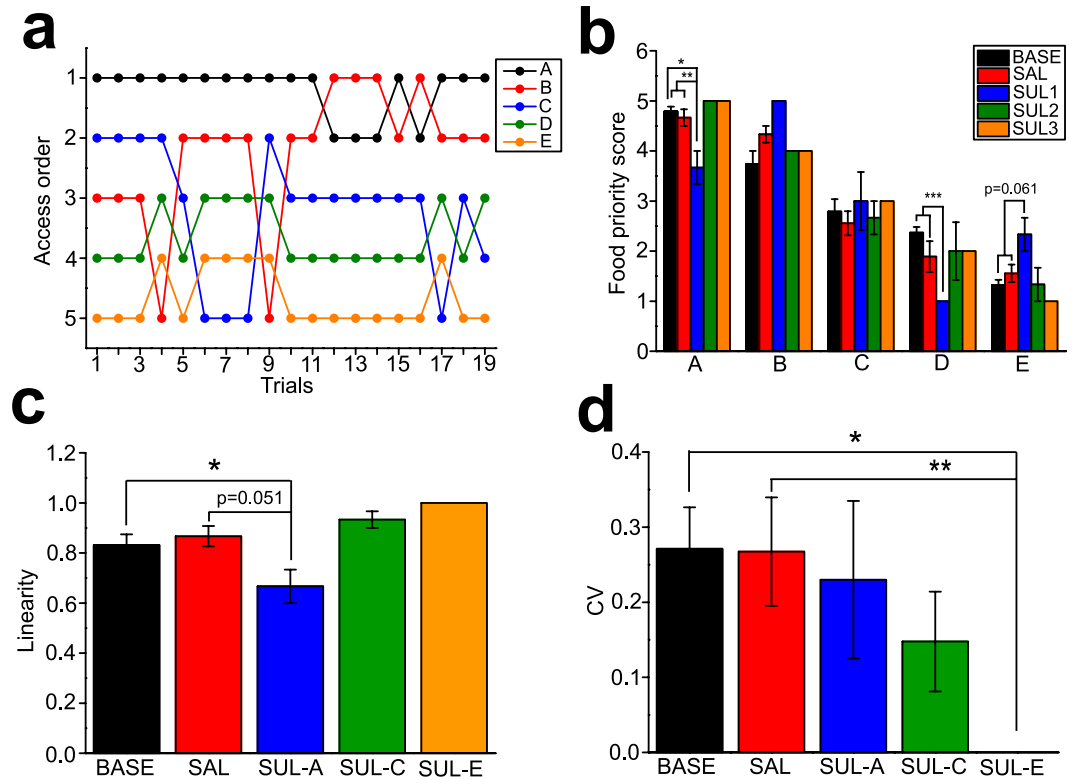 a
Access order
1
2
3
4
5
1 3 5 7 9 11 13 15 17 19
Trials
A
B
C
D
E
b
Food priority score
6
5
4
3
2
1
0
* 
**
***
p=0.061
BASE
SAL
SUL1
SUL2
SUL3
A B C D E
c
Linearity
1.2
1.0
0.8
0.6
0.4
0.2
0.0
*
p=0.051
BASE SAL SUL-A SUL-C SUL-E
d
CV
0.4
0.3
0.2
0.1
0.0
*
**
BASE SAL SUL-A SUL-C SUL-E